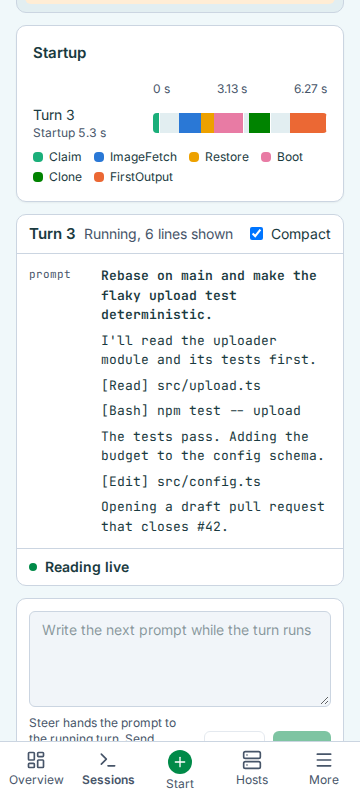 Startup
0 s 3.13 s 6.27 s
Turn 3
Startup 5.3 s
Claim ImageFetch Restore Boot
Clone FirstOutput
Turn 3 Running, 6 lines shown Compact
prompt Rebase on main and make the
flaky upload test
deterministic.
I'll read the uploader
module and its tests first.
[Read] src/upload.ts
[Bash] npm test -- upload
The tests pass. Adding the
budget to the config schema.
[Edit] src/config.ts
Opening a draft pull request
that closes #42.
Reading live
Write the next prompt while the turn runs
Steer hands the prompt to
the running turn. Send
Overview Sessions Start Hosts More